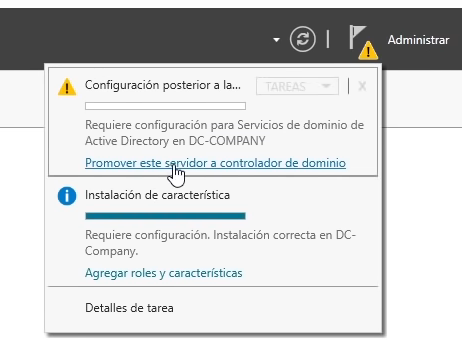 Administrar
Configuración posterior a la...
TAREAS
X
Requiere configuración para Servicios de dominio de
Active Directory en DC-COMPANY
Promover este servidor a controlador de dominio
Instalación de característica
Requiere configuración. Instalación correcta en DC-
Company.
Agregar roles y características
Detalles de tarea